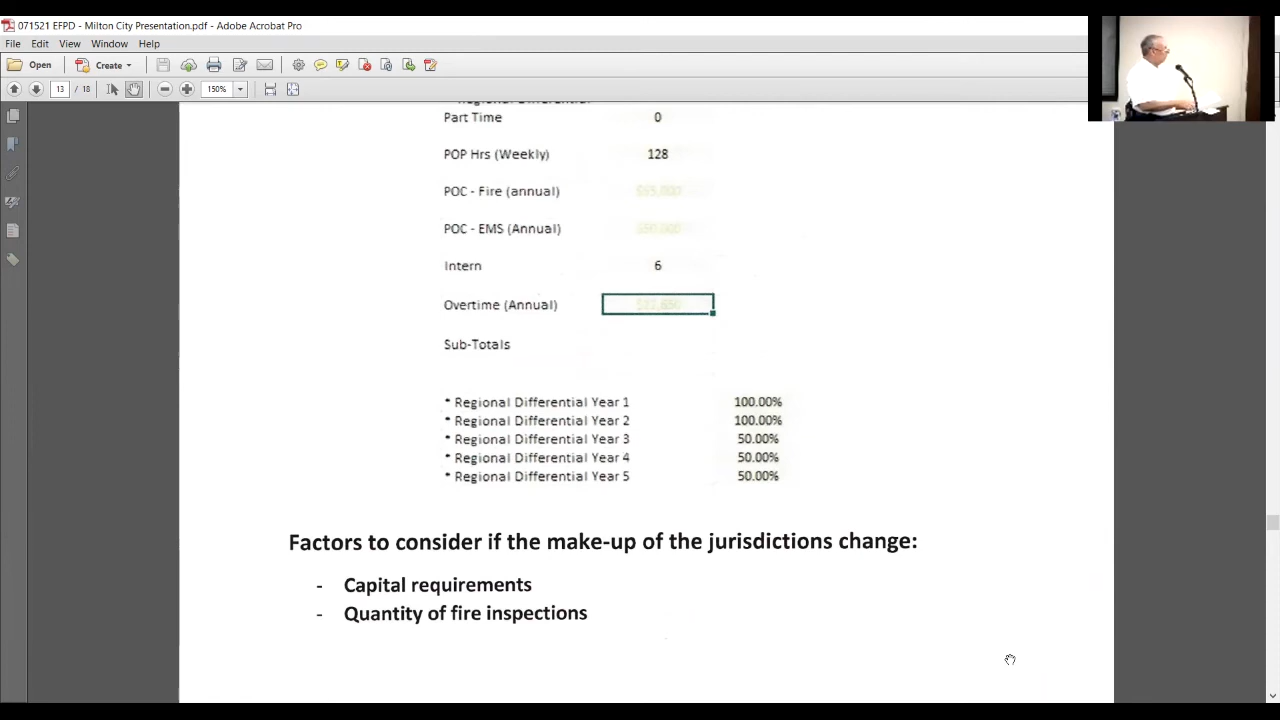 071521 EFPD - Milton City Presentation.pdf - Adobe Acrobat Pro
File Edit View Window Help
Open Create
13 / 18 150%
Part Time 0
POP Hrs (Weekly) 128
POC - Fire (annual)
POC - EMS (Annual)
Intern 6
Overtime (Annual)
Sub-Totals
* Regional Differential Year 1 100.00%
* Regional Differential Year 2 100.00%
* Regional Differential Year 3 50.00%
* Regional Differential Year 4 50.00%
* Regional Differential Year 5 50.00%
Factors to consider if the make-up of the jurisdictions change:
- Capital requirements
- Quantity of fire inspections